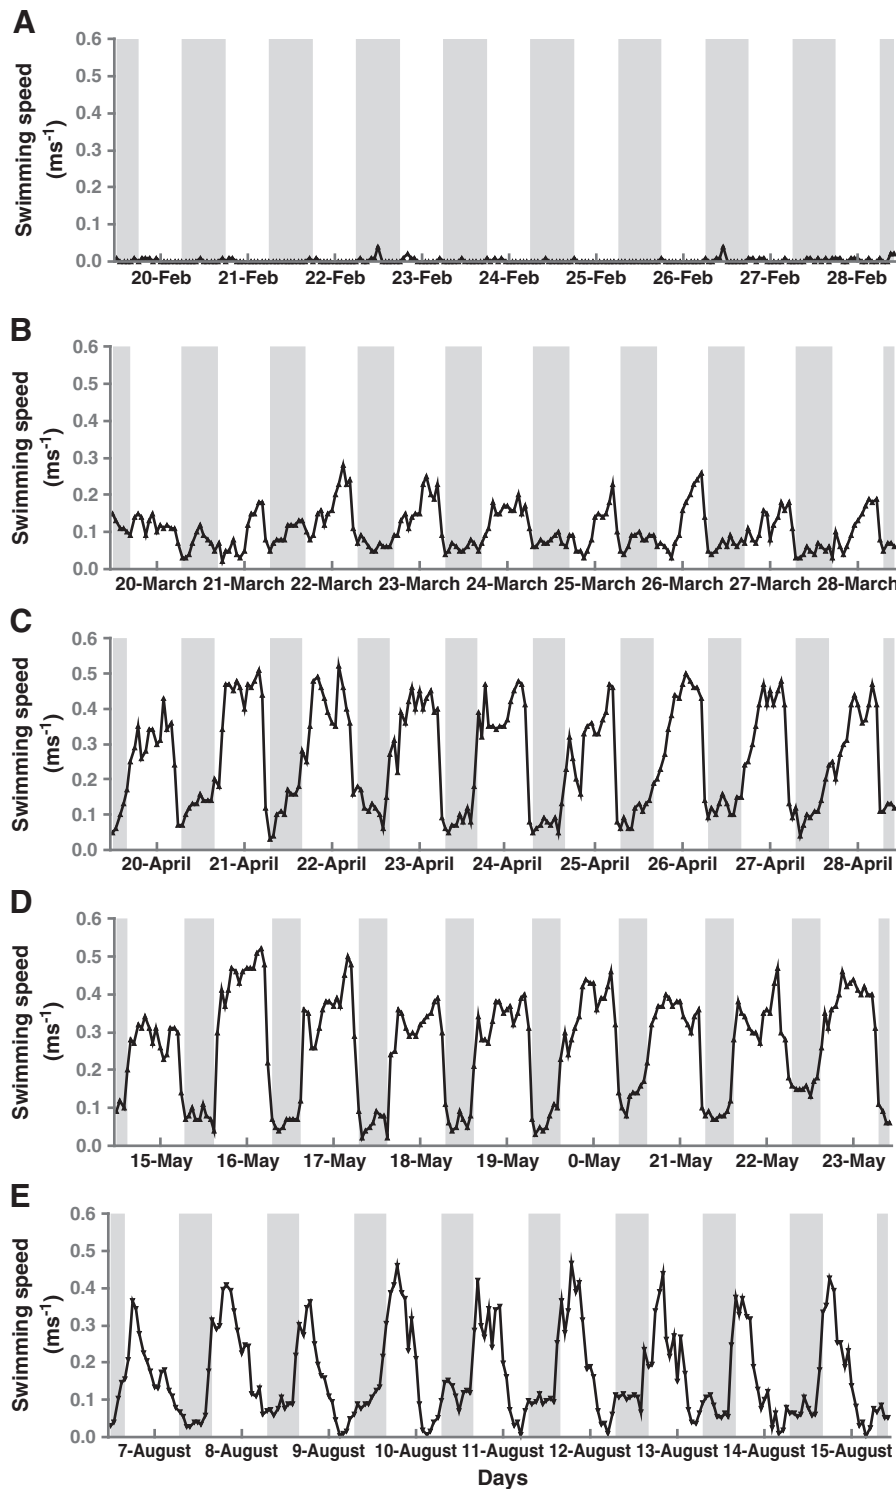 A
Swimming speed
(ms-1)
0.6
0.5
0.4
0.3
0.2
0.1
0.0
20-Feb 21-Feb 22-Feb 23-Feb 24-Feb 25-Feb 26-Feb 27-Feb 28-Feb
B
Swimming speed
(ms-1)
0.6
0.5
0.4
0.3
0.2
0.1
0.0
20-March 21-March 22-March 23-March 24-March 25-March 26-March 27-March 28-March
C
Swimming speed
(ms-1)
0.6
0.5
0.4
0.3
0.2
0.1
0.0
20-April 21-April 22-April 23-April 24-April 25-April 26-April 27-April 28-April
D
Swimming speed
(ms-1)
0.6
0.5
0.4
0.3
0.2
0.1
0.0
15-May 16-May 17-May 18-May 19-May 0-May 21-May 22-May 23-May
E
Swimming speed
(ms-1)
0.6
0.5
0.4
0.3
0.2
0.1
0.0
7-August 8-August 9-August 10-August 11-August 12-August 13-August 14-August 15-August
Days